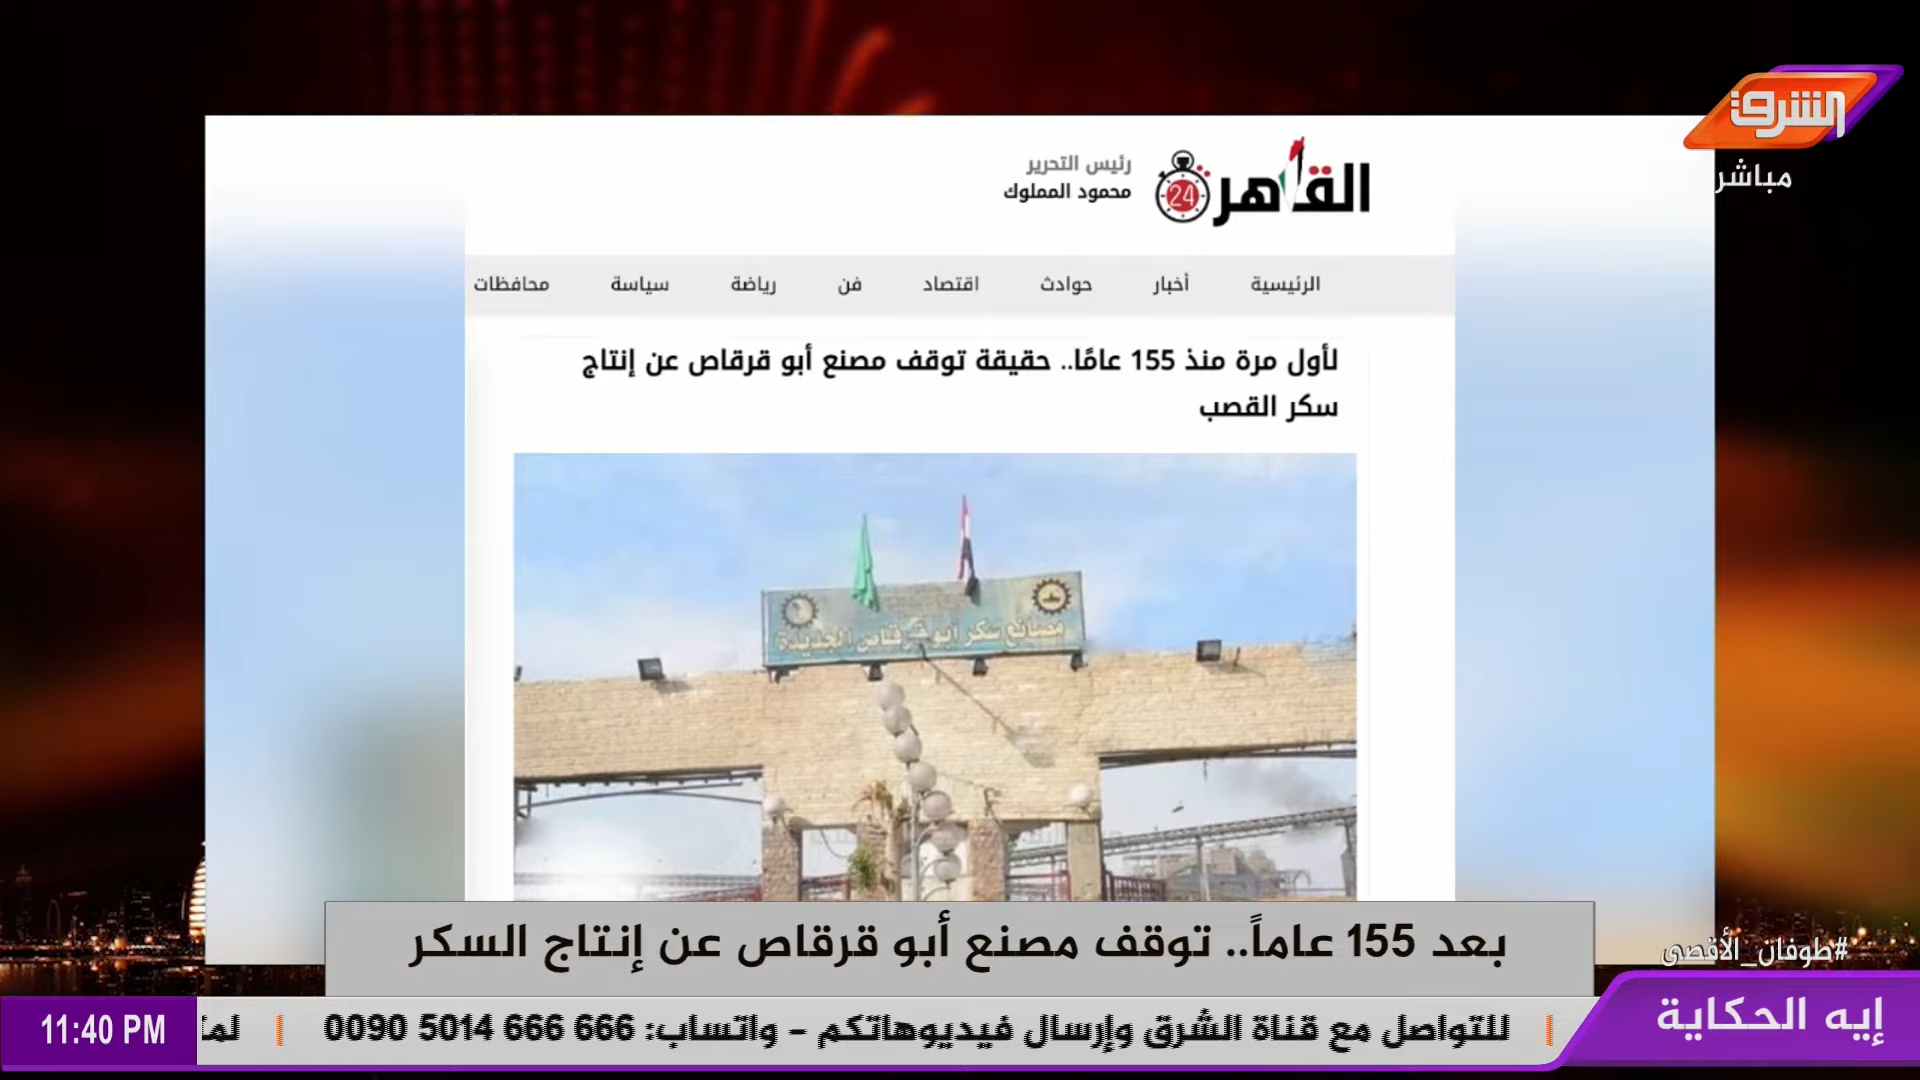 الشرق
مباشر
القاهرة 24
رئيس التحرير
محمود المملوك
الرئيسية أخبار حوادث اقتصاد فن رياضة سياسة محافظات
لأول مرة منذ 155 عامًا.. حقيقة توقف مصنع أبو قرقاص عن إنتاج
سكر القصب
مصانع سكر أبو قرقاص الجديدة
بعد 155 عاماً.. توقف مصنع أبو قرقاص عن إنتاج السكر
#طوفان_الأقصى
إيه الحكاية
للتواصل مع قناة الشرق وإرسال فيديوهاتكم – واتساب: 0090 5014 666 666 |
11:40 PM